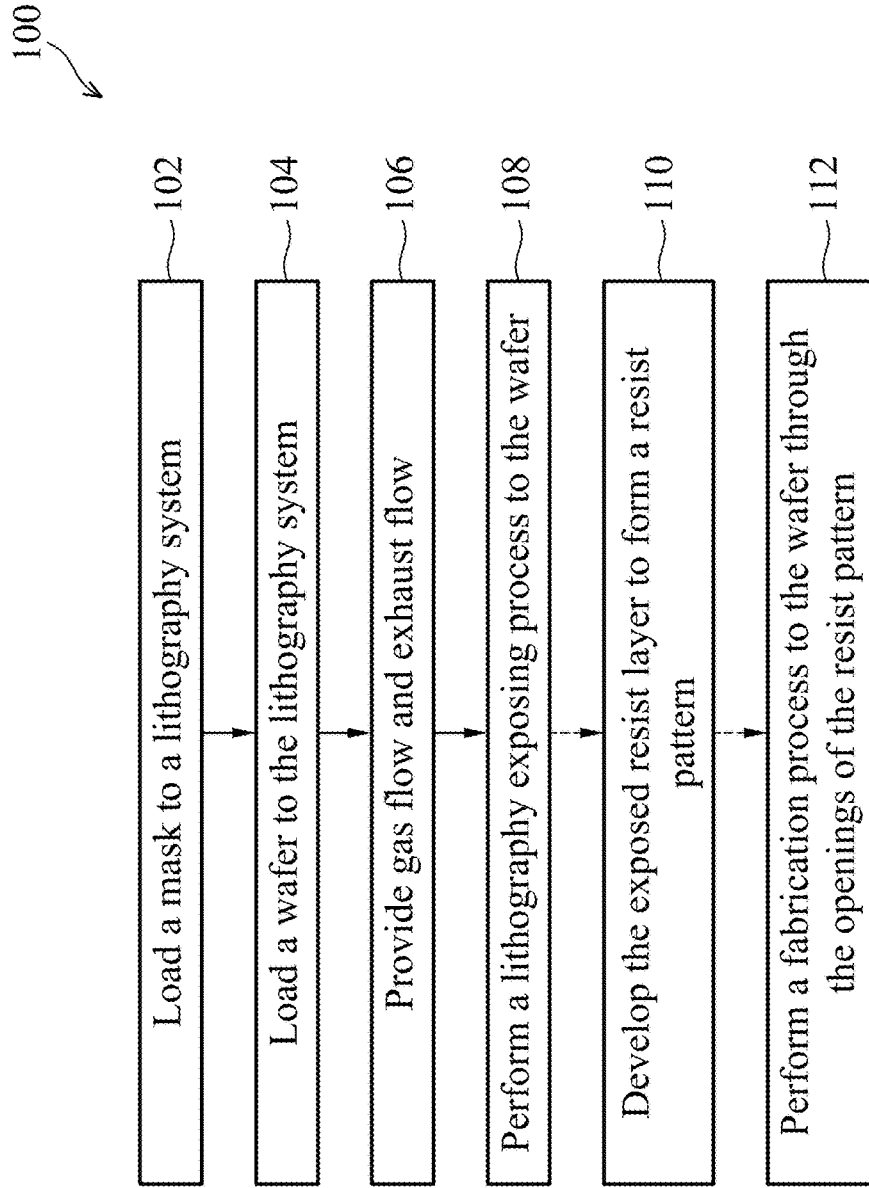 100
Load a mask to a lithography system
102
Load a wafer to the lithography system
104
Provide gas flow and exhaust flow
106
Perform a lithography exposing process to the wafer
108
Develop the exposed resist layer to form a resist
pattern
110
Perform a fabrication process to the wafer through
the openings of the resist pattern
112